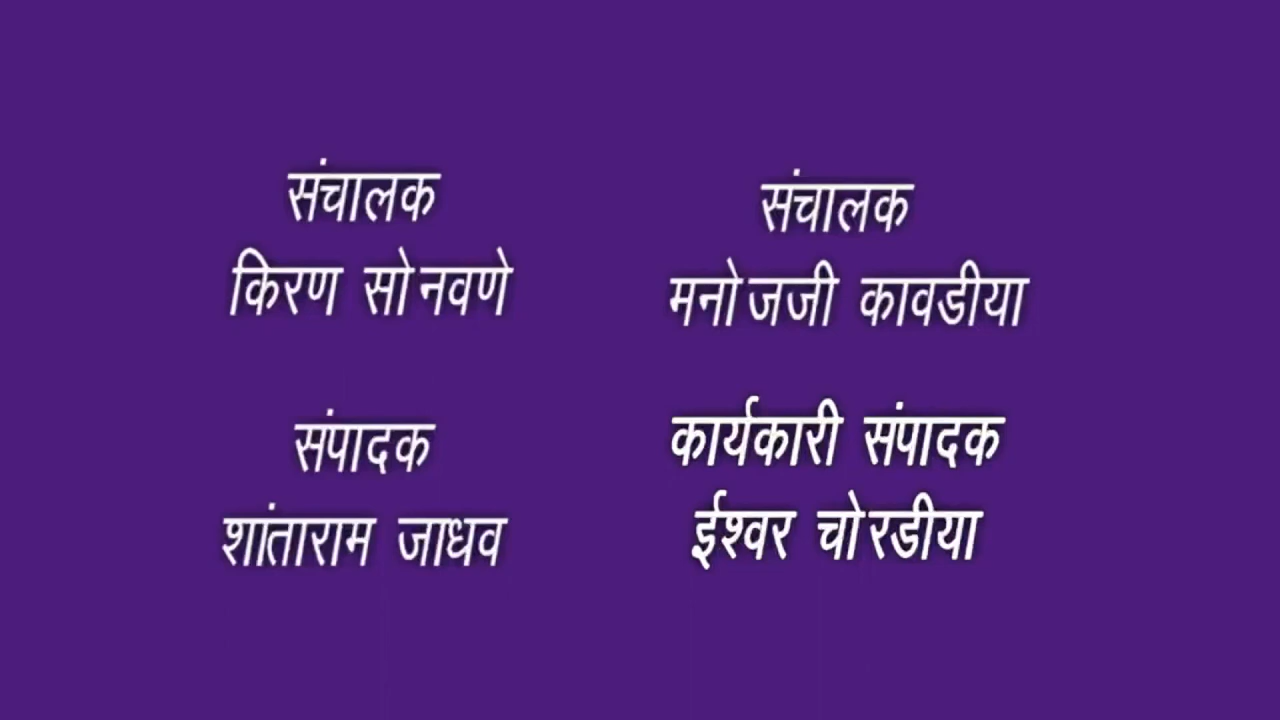 संचालक
किरण सोनवणे
संचालक
मनोजजी कावडीया
संपादक
शांताराम जाधव
कार्यकारी संपादक
ईश्वर चोरडीया